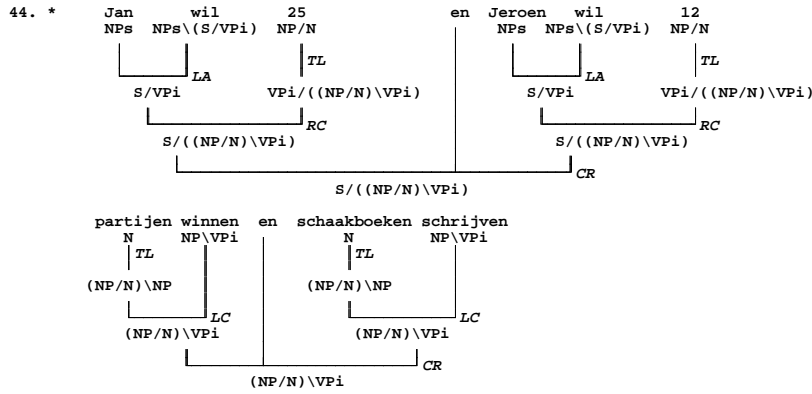 44. * Jan wil 25 en Jeroen wil 12
NPs NPs\(S/VPi) NP/N NPs NPs\(S/VPi) NP/N
TL TL
LA LA
S/VPi VPi/((NP/N)\VPi) S/VPi VPi/((NP/N)\VPi)
RC RC
S/((NP/N)\VPi) S/((NP/N)\VPi)
CR
S/((NP/N)\VPi)
partijen winnen en schaakboeken schrijven
N NP\VPi N NP\VPi
TL TL
(NP/N)\NP (NP/N)\NP
LC LC
(NP/N)\VPi (NP/N)\VPi
CR
(NP/N)\VPi